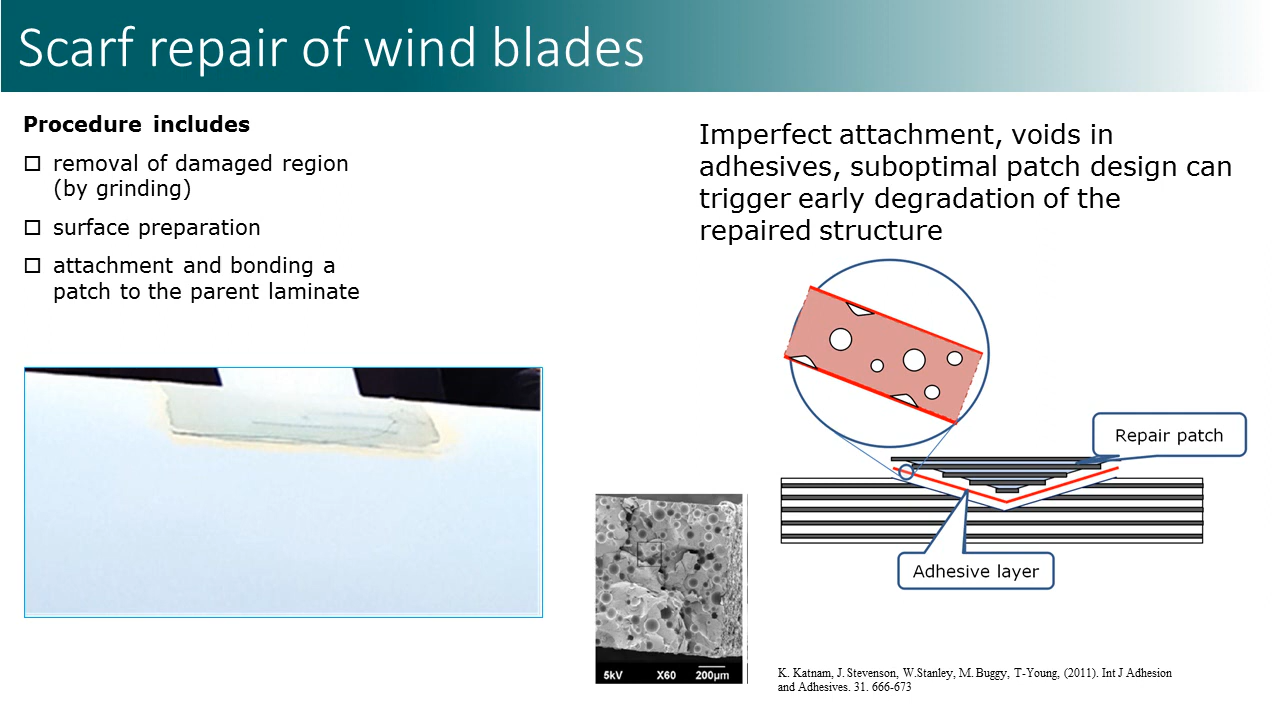 Scarf repair of wind blades
Procedure includes
removal of damaged region
(by grinding)
surface preparation
attachment and bonding a
patch to the parent laminate
Imperfect attachment, voids in
adhesives, suboptimal patch design can
trigger early degradation of the
repaired structure
Repair patch
Adhesive layer
5kV X60 200µm
K. Katnam, J. Stevenson, W.Stanley, M. Buggy, T-Young, (2011). Int J Adhesion
and Adhesives. 31. 666-673